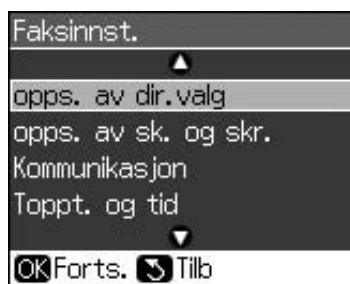 Faksinnst.
opps. av dir.valg
opps. av sk. og skr.
Kommunikasjon
Toppt. og tid
OK Forts. Tilb